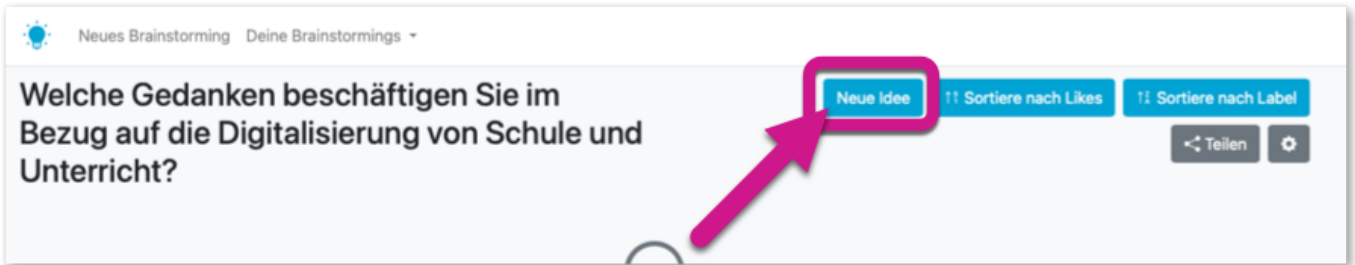 Neues Brainstorming Deine Brainstormings
Welche Gedanken beschäftigen Sie im
Bezug auf die Digitalisierung von Schule und
Unterricht?
Neue Idee
Sortiere nach Likes
Sortiere nach Label
Teilen